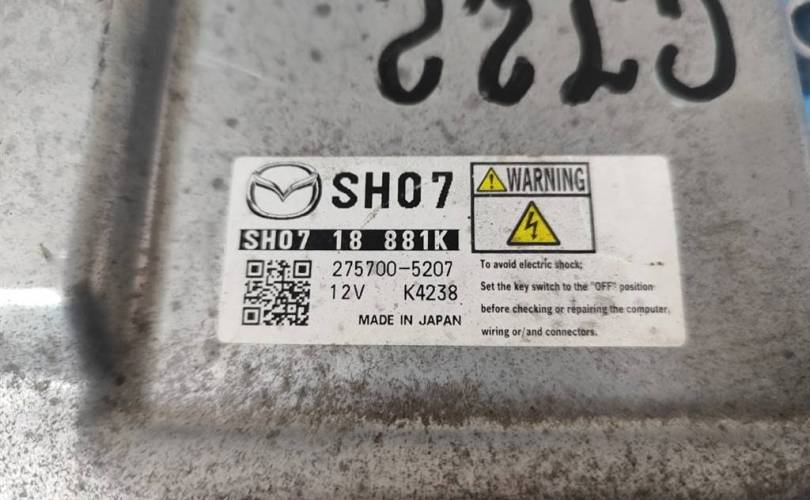 SH07
SH07 18 881K
275700-5207
12V K4238
MADE IN JAPAN
WARNING
To avoid electric shock;
Set the key switch to the "OFF" position
before checking or repairing the computer,
wiring or/and connectors.